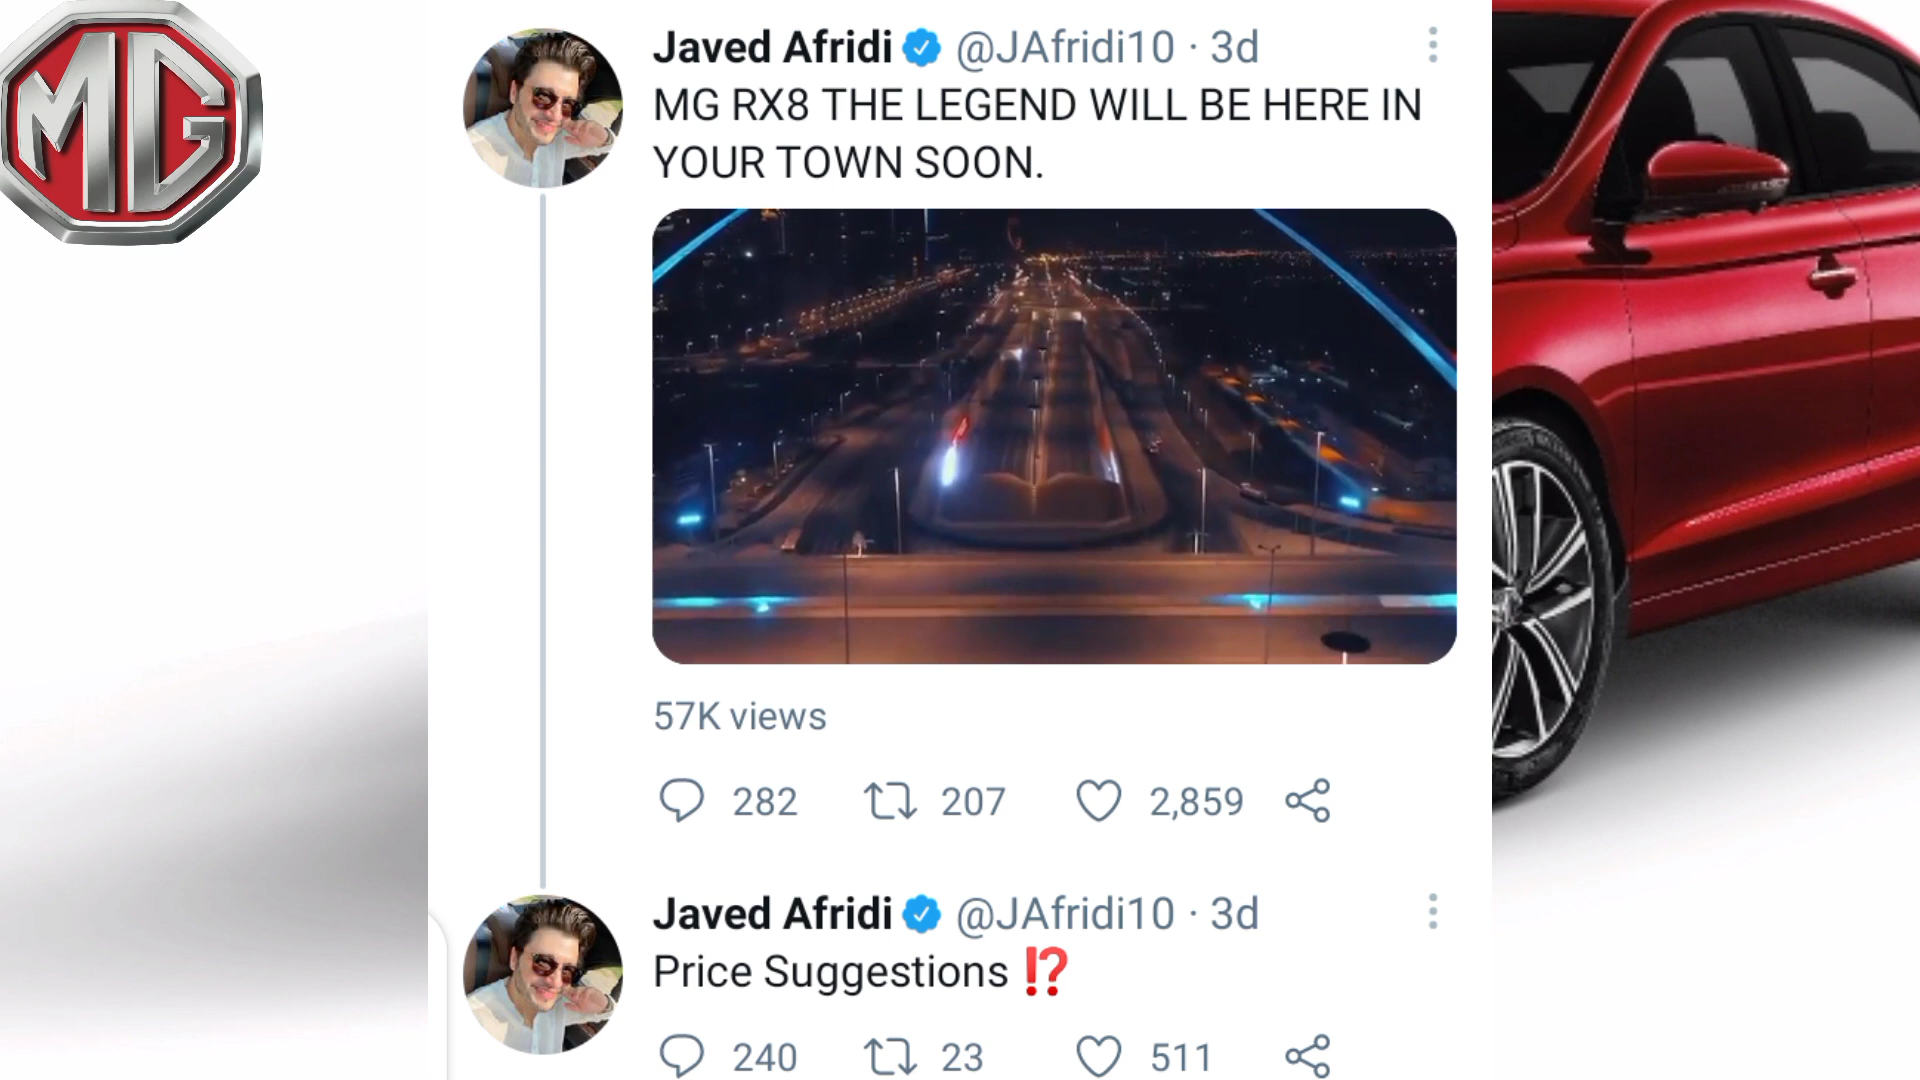 MG
Javed Afridi @JAfridi10 · 3d
MG RX8 THE LEGEND WILL BE HERE IN
YOUR TOWN SOON.
57K views
282 207 2,859
Javed Afridi @JAfridi10 · 3d
Price Suggestions ⁉️
240 23 511